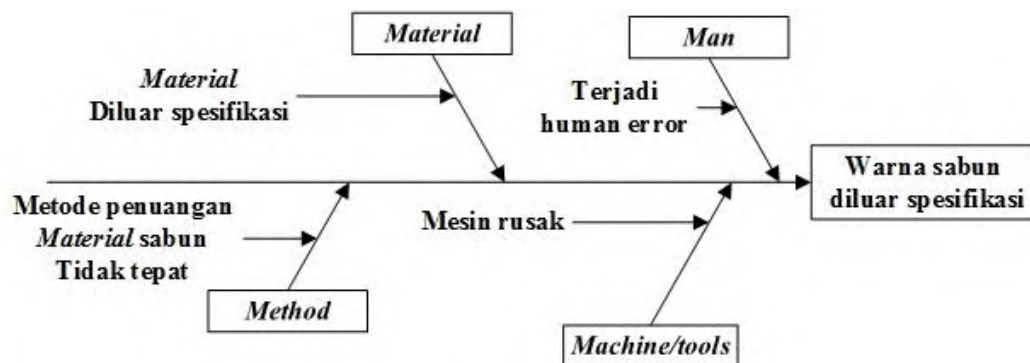 Material
Man
Material
Diluar spesifikasi
Terjadi
human error
Warna sabun
diluar spesifikasi
Metode penuangan
Material sabun
Tidak tepat
Mesin rusak
Method
Machine/tools